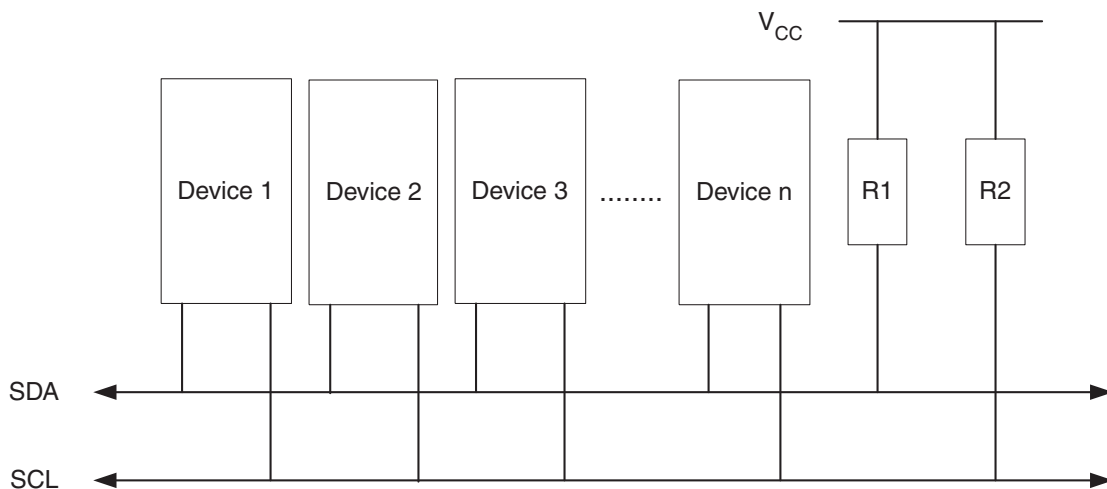 VCC
Device 1
Device 2
Device 3
........
Device n
R1
R2
SDA
SCL